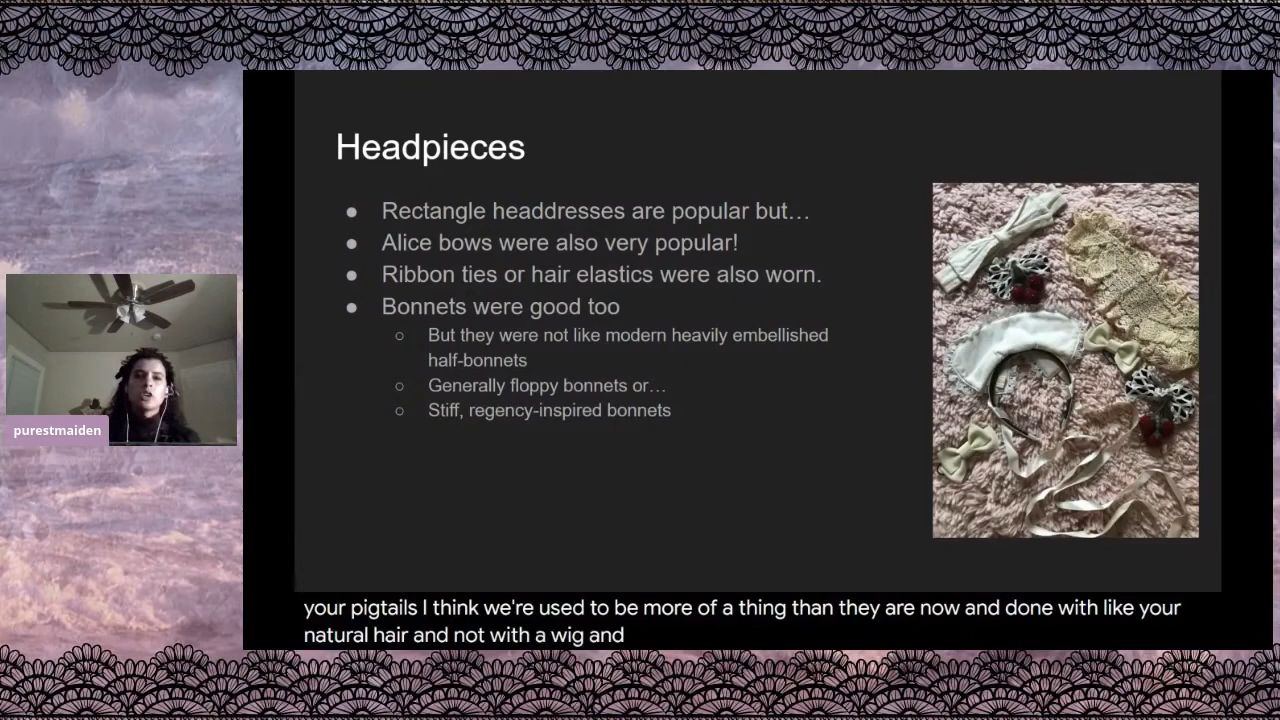 Headpieces
● Rectangle headdresses are popular but…
● Alice bows were also very popular!
● Ribbon ties or hair elastics were also worn.
● Bonnets were good too
○ But they were not like modern heavily embellished
half-bonnets
○ Generally floppy bonnets or…
○ Stiff, regency-inspired bonnets
purestmaiden
your pigtails I think we're used to be more of a thing than they are now and done with like your
natural hair and not with a wig and